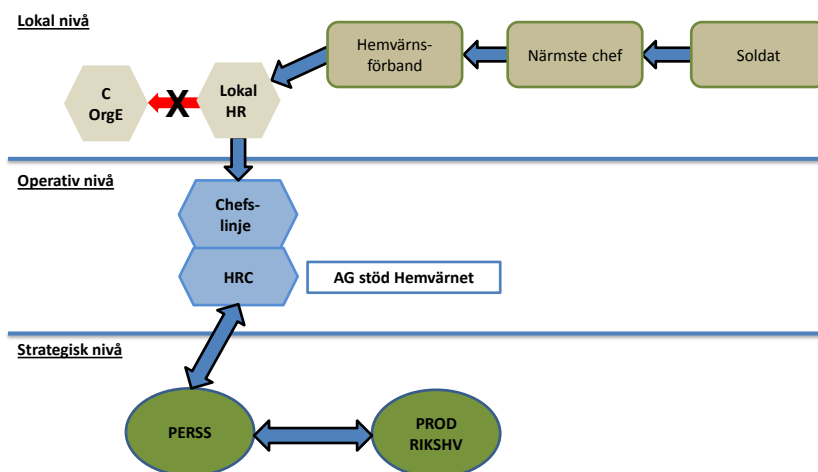 Lokal nivå
Hemvärns-
förband
Närmste chef
Soldat
C
OrgE
X
Lokal
HR
Operativ nivå
Chefs-
linje
HRC
AG stöd Hemvärnet
Strategisk nivå
PERSS
PROD
RIKSHV